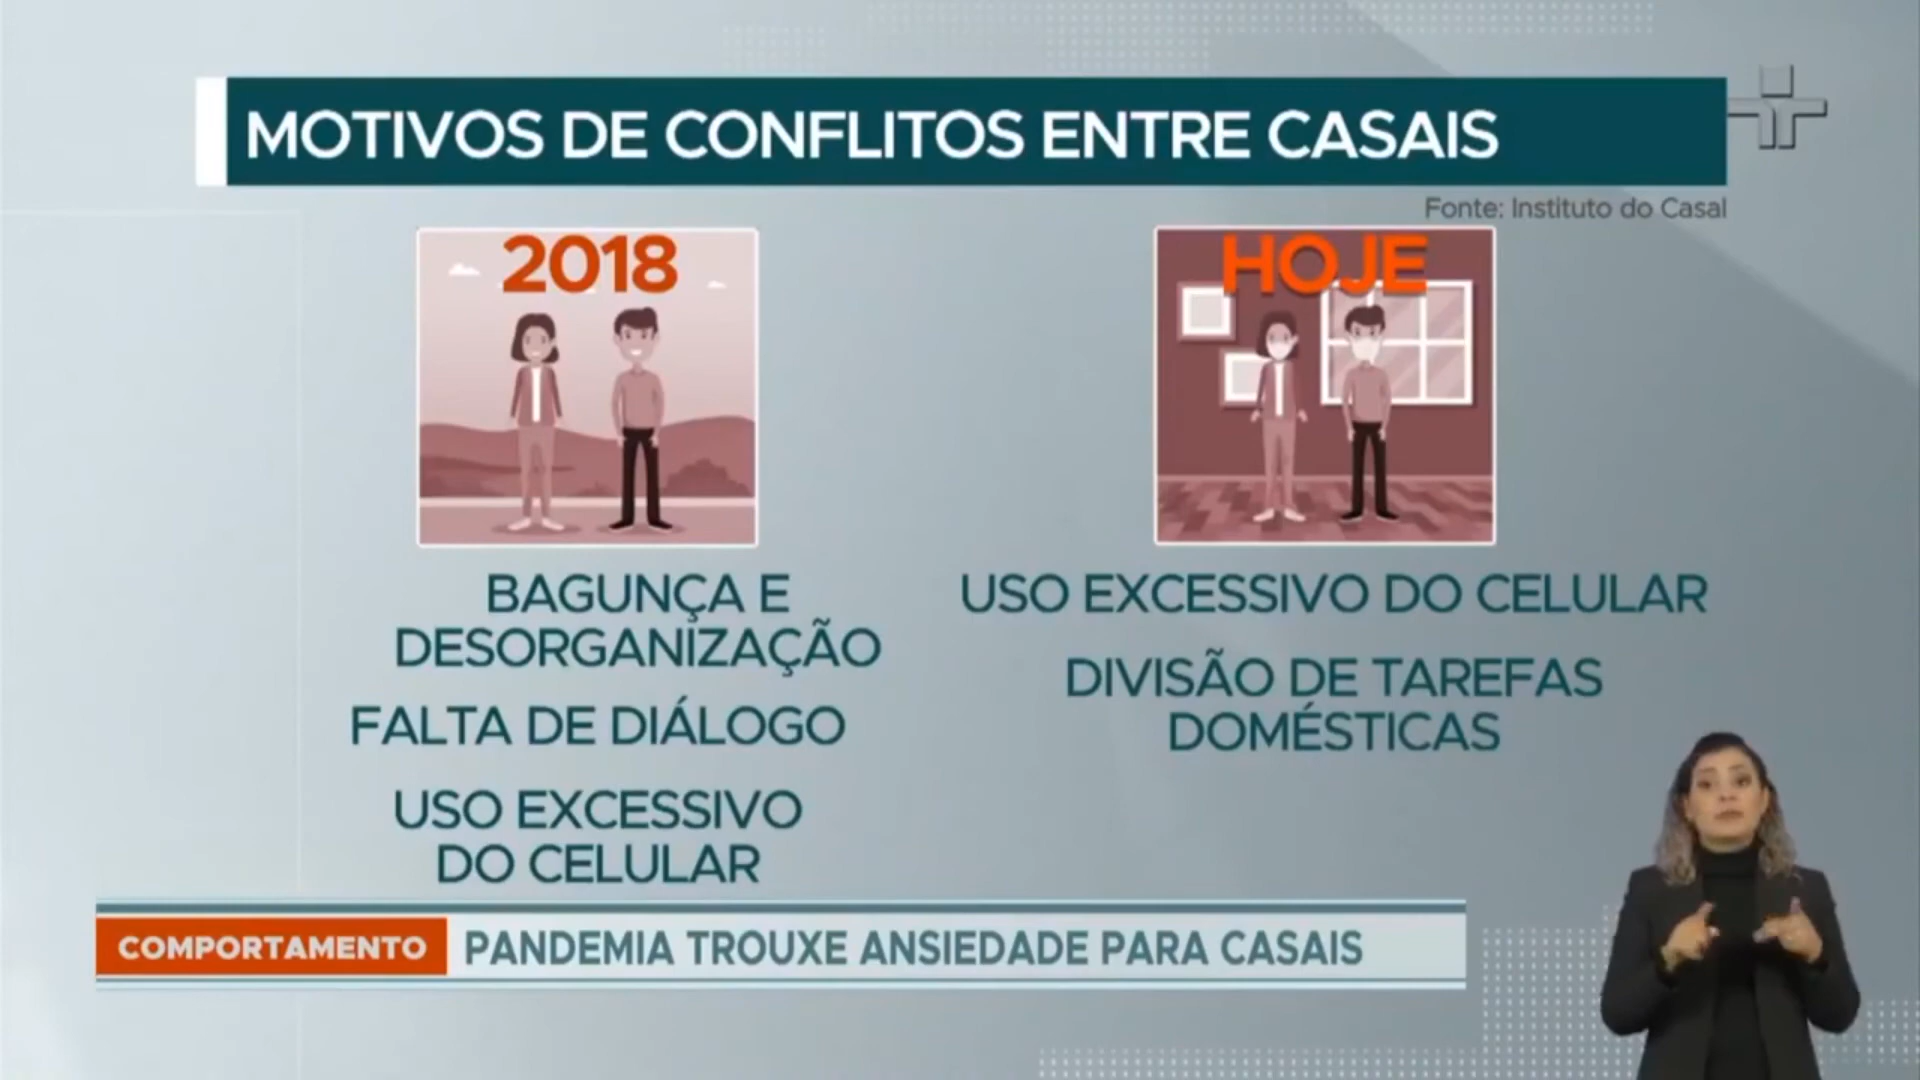 MOTIVOS DE CONFLITOS ENTRE CASAIS
Fonte: Instituto do Casal
2018
BAGUNÇA E
DESORGANIZAÇÃO
FALTA DE DIÁLOGO
USO EXCESSIVO
DO CELULAR
HOJE
USO EXCESSIVO DO CELULAR
DIVISÃO DE TAREFAS
DOMÉSTICAS
COMPORTAMENTO
PANDEMIA TROUXE ANSIEDADE PARA CASAIS